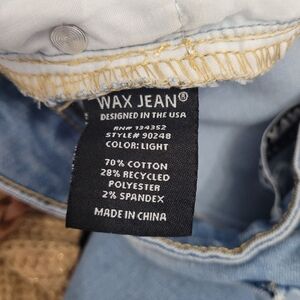 WAX JEAN®
DESIGNED IN THE USA
RN# 134352
STYLE# 90248
COLOR: LIGHT
70% COTTON
28% RECYCLED
POLYESTER
2% SPANDEX
MADE IN CHINA